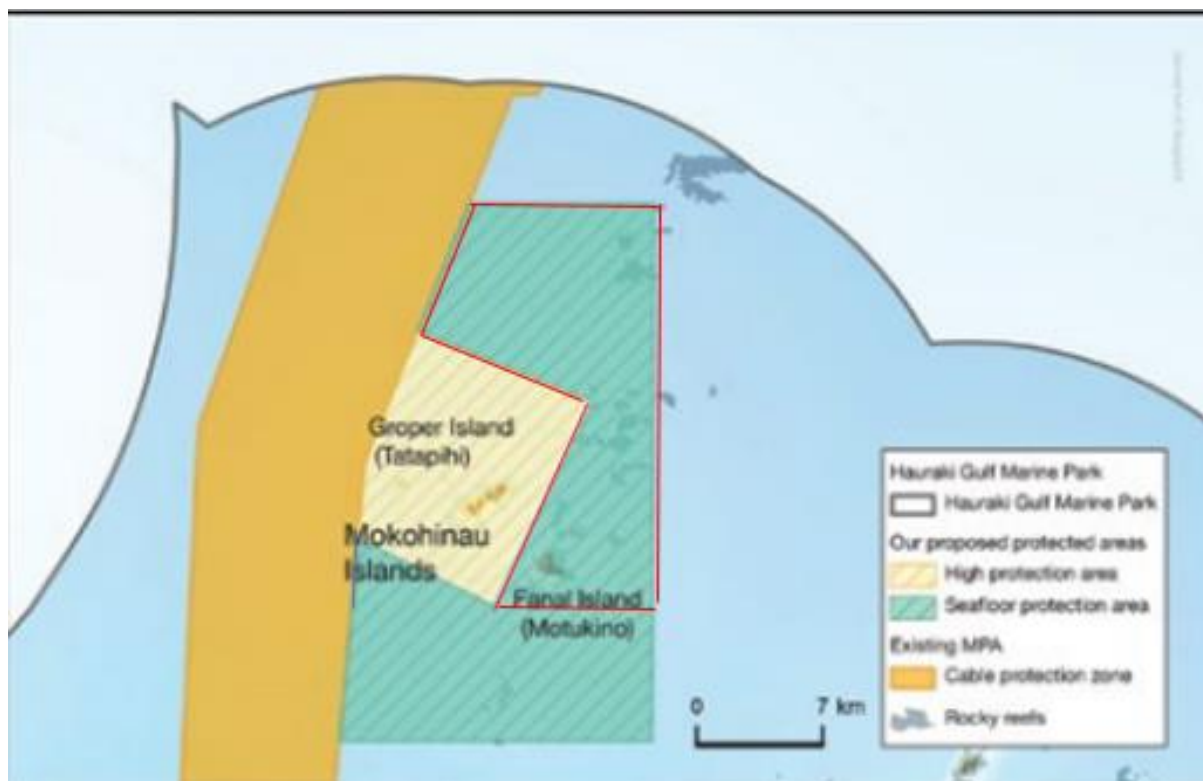 Groper Island
(Tatapihi)
Mokohinau
Islands
Fanal Island
(Motukino)
0 7 km
Hauraki Gulf Marine Park
Hauraki Gulf Marine Park
Our proposed protected areas
High protection area
Seafloor protection area
Existing MPA
Cable protection zone
Rocky reefs